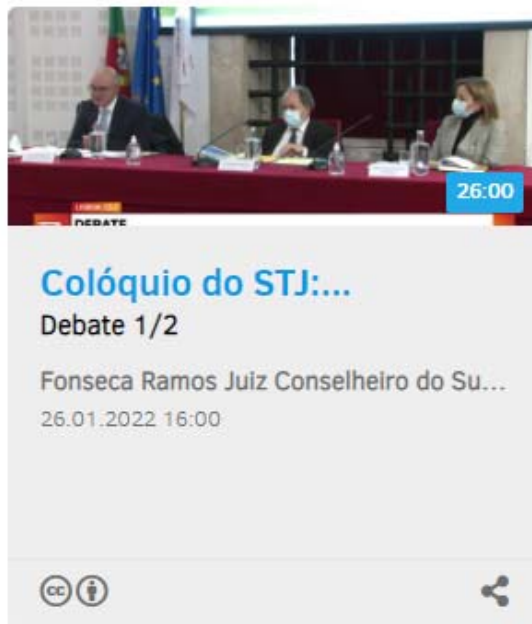 26:00
DEBATE
Colóquio do STJ:...
Debate 1/2
Fonseca Ramos Juiz Conselheiro do Su...
26.01.2022 16:00
cc